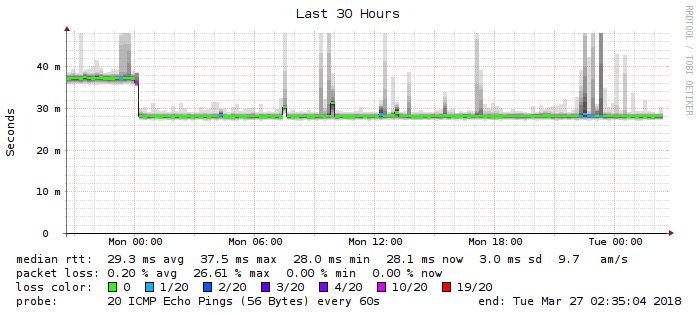 Last 30 Hours
RRDTOOL / TOBI OETIKER
Seconds
40 m
30 m
20 m
10 m
0
Mon 00:00 Mon 06:00 Mon 12:00 Mon 18:00 Tue 00:00
median rtt: 29.3 ms avg 37.5 ms max 28.0 ms min 28.1 ms now 3.0 ms sd 9.7 am/s
packet loss: 0.20 % avg 26.61 % max 0.00 % min 0.00 % now
loss color: 0 1/20 2/20 3/20 4/20 10/20 19/20
probe: 20 ICMP Echo Pings (56 Bytes) every 60s end: Tue Mar 27 02:35:04 2018